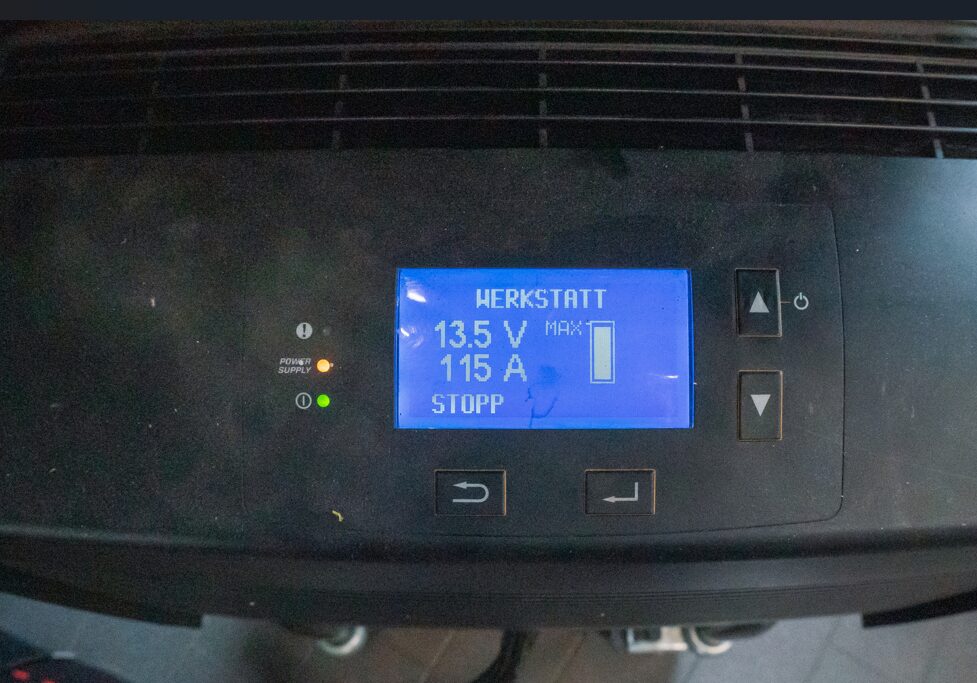 WERKSTATT
13.5 V MAX
115 A
STOPP
POWER
SUPPLY